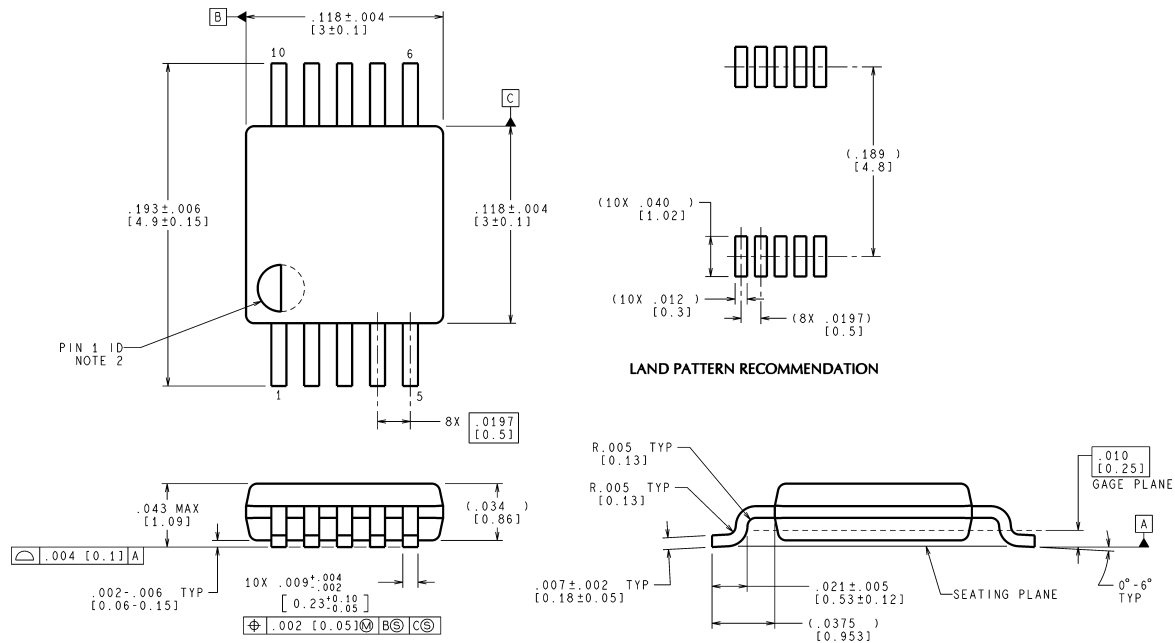 B
.118±.004
[3±0.1]
10
6
C
.193±.006
[4.9±0.15]
.118±.004
[3±0.1]
PIN 1 ID
NOTE 2
1
5
8X .0197
[0.5]
(.189 )
[4.8]
(10X .040 )
[1.02]
(10X .012 )
[0.3]
(8X .0197)
[0.5]
LAND PATTERN RECOMMENDATION
.043 MAX
[1.09]
(.034 )
[0.86]
⌓ .004 [0.1] A
.002-.006 TYP
[0.06-0.15]
10X .009 +.004 -.002
[ 0.23 +0.10 -0.05 ]
⌖ .002 [0.05]Ⓜ BⓈ CⓈ
R.005 TYP
[0.13]
R.005 TYP
[0.13]
.010
[0.25]
GAGE PLANE
A
.007±.002 TYP
[0.18±0.05]
.021±.005
[0.53±0.12]
(.0375 )
[0.953]
SEATING PLANE
0°-6°
TYP